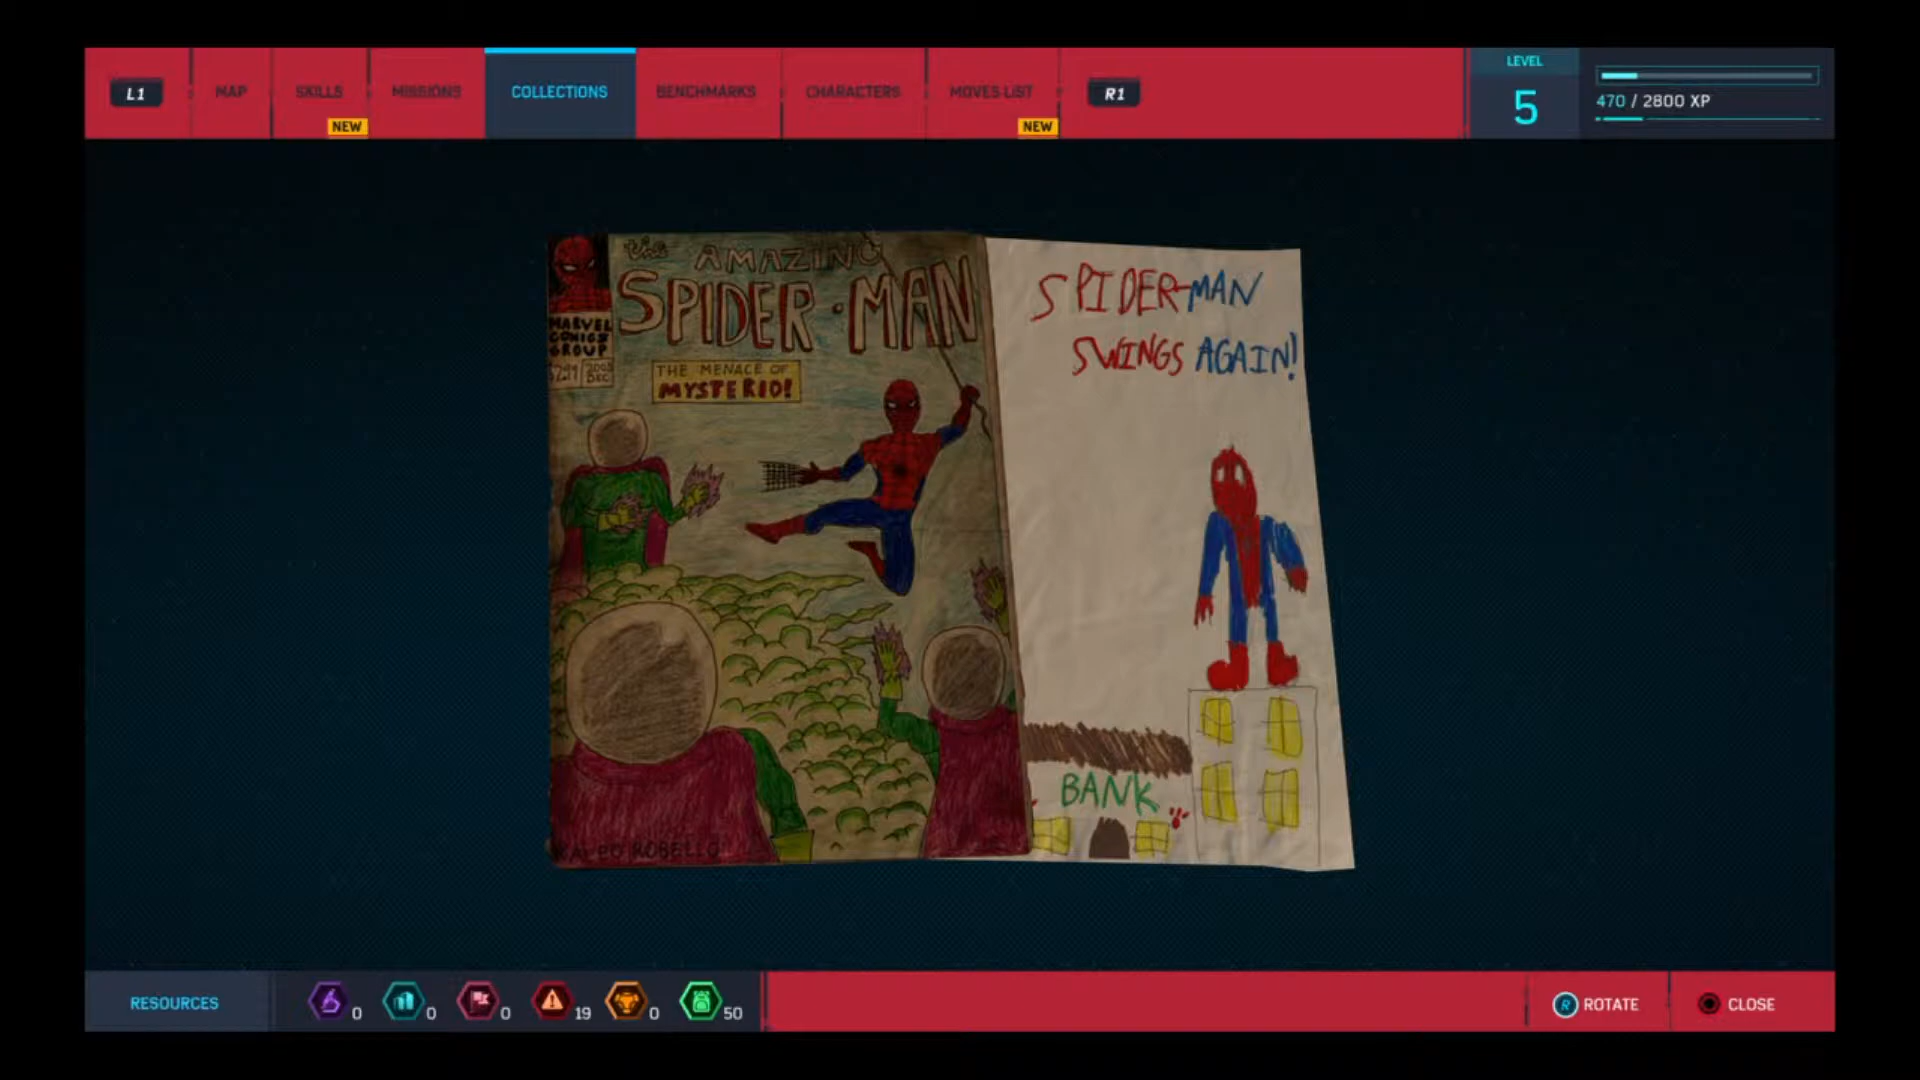 L1
MAP
SKILLS
NEW
MISSIONS
COLLECTIONS
BENCHMARKS
CHARACTERS
MOVES LIST
NEW
R1
LEVEL
5
470 / 2800 XP
the AMAZING
SPIDER-MAN
MARVEL
COMICS
GROUP
DEC
THE MENACE OF
MYSTERIO!
SPIDER-MAN
SWINGS AGAIN!
BANK
ROBELLO
RESOURCES
0
0
0
19
0
50
R ROTATE
CLOSE